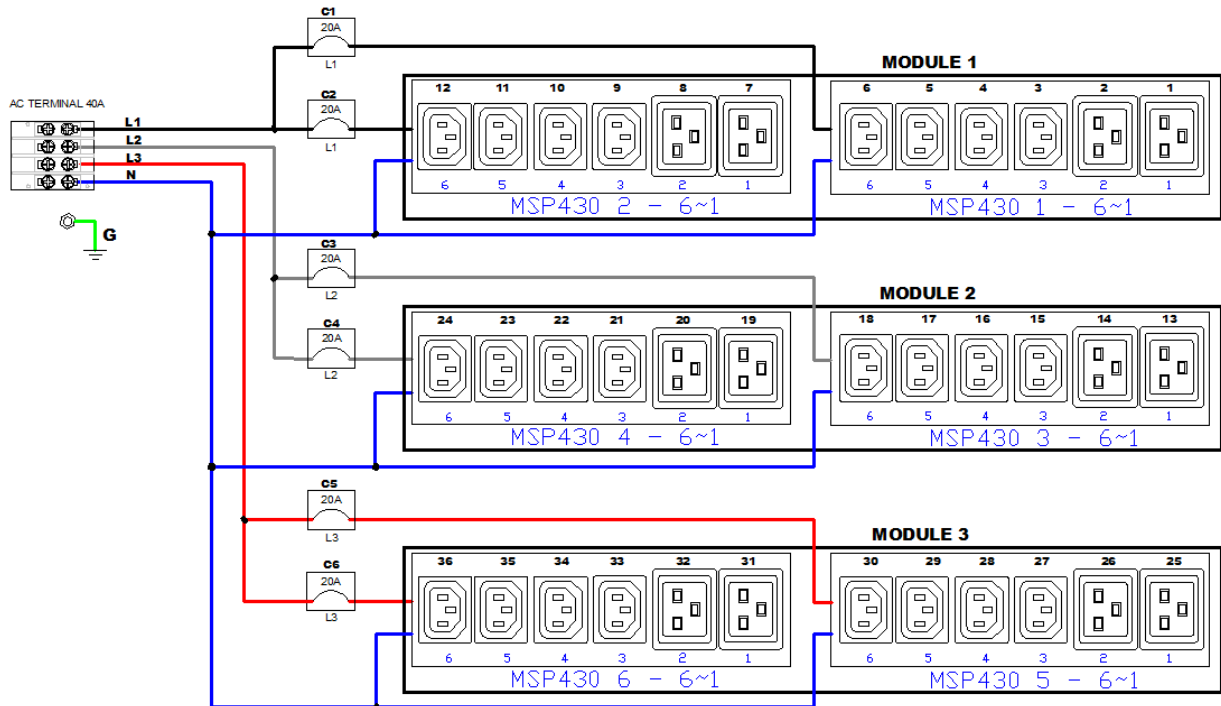 C1
20A
L1
MODULE 1
12 11 10 9 8 7 6 5 4 3 2 1
AC TERMINAL 40A
C2
20A
L1
L1
L2
L3
N
6 5 4 3 2 1 6 5 4 3 2 1
MSP430 2 - 6~1 MSP430 1 - 6~1
G
C3
20A
L2
MODULE 2
24 23 22 21 20 19 18 17 16 15 14 13
C4
20A
L2
6 5 4 3 2 1 6 5 4 3 2 1
MSP430 4 - 6~1 MSP430 3 - 6~1
C5
20A
L3
MODULE 3
36 35 34 33 32 31 30 29 28 27 26 25
C6
20A
L3
6 5 4 3 2 1 6 5 4 3 2 1
MSP430 6 - 6~1 MSP430 5 - 6~1